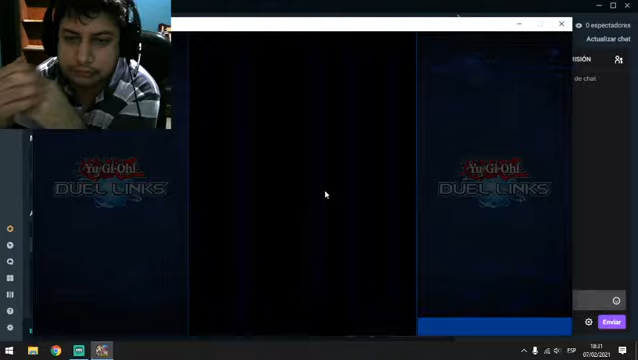 0 espectadores
Actualizar chat
ISIÓN
de chat
Yu-Gi-Oh!
DUEL LINKS
Yu-Gi-Oh!
DUEL LINKS
Enviar
ESP
18:31
07/02/2021